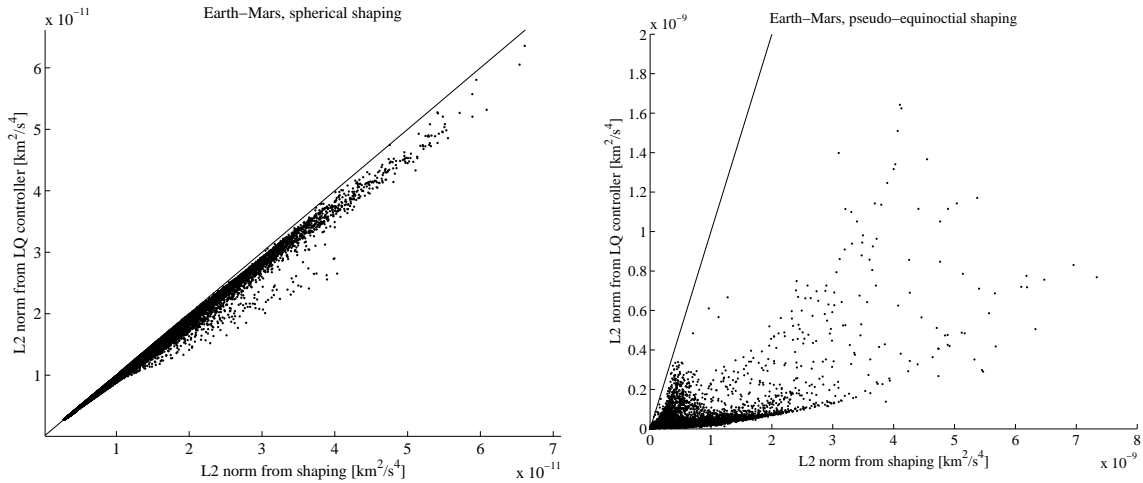 Earth−Mars, spherical shaping
x 10⁻¹¹
6
5
4
3
2
1
L2 norm from LQ controller [km²/s⁴]
1 2 3 4 5 6 7
L2 norm from shaping [km²/s⁴]
x 10⁻¹¹
Earth−Mars, pseudo−equinoctial shaping
x 10⁻⁹
2
1.8
1.6
1.4
1.2
1
0.8
0.6
0.4
0.2
0
L2 norm from LQ controller [km²/s⁴]
0 1 2 3 4 5 6 7 8
L2 norm from shaping [km²/s⁴]
x 10⁻⁹